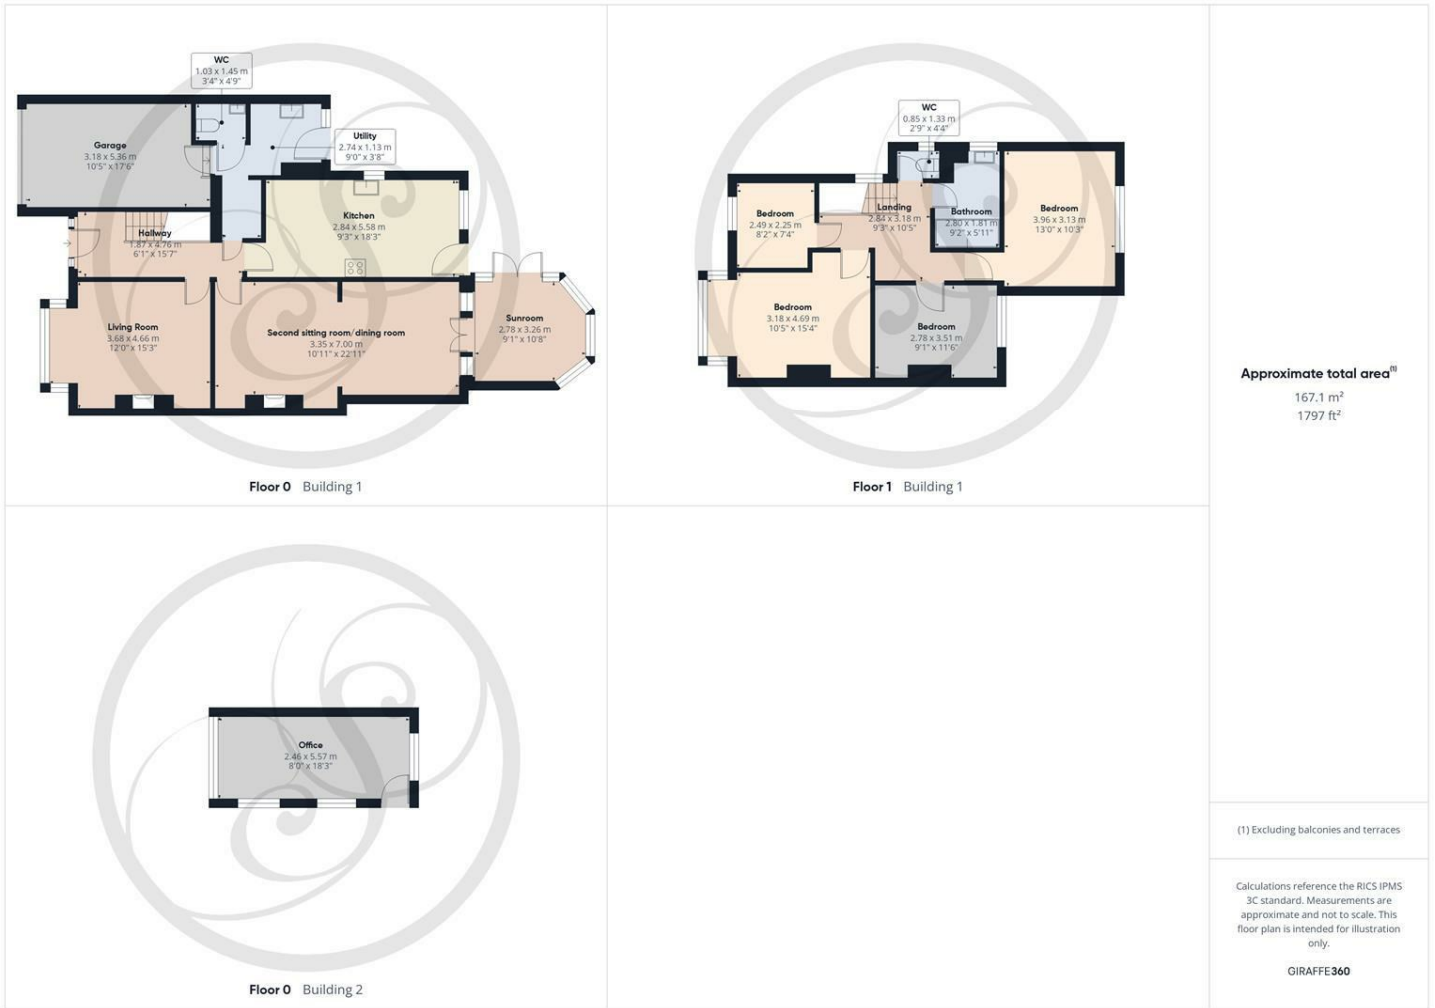 WC
1.03 x 1.45 m
3'4" x 4'9"
Garage
3.18 x 5.36 m
10'5" x 17'6"
Utility
2.74 x 1.13 m
9'0" x 3'8"
Kitchen
2.84 x 5.58 m
9'3" x 18'3"
Hallway
1.87 x 4.76 m
6'1" x 15'7"
Living Room
3.68 x 4.66 m
12'0" x 15'3"
Second sitting room/dining room
3.35 x 7.00 m
10'11" x 22'11"
Sunroom
2.78 x 3.26 m
9'1" x 10'8"
Floor 0 Building 1
WC
0.85 x 1.33 m
2'9" x 4'4"
Bedroom
2.49 x 2.25 m
8'2" x 7'4"
Landing
2.84 x 3.18 m
9'3" x 10'5"
Bathroom
2.80 x 1.81 m
9'2" x 5'11"
Bedroom
3.96 x 3.13 m
13'0" x 10'3"
Bedroom
3.18 x 4.69 m
10'5" x 15'4"
Bedroom
2.78 x 3.51 m
9'1" x 11'6"
Floor 1 Building 1
Office
2.46 x 5.57 m
8'0" x 18'3"
Floor 0 Building 2
Approximate total area(1)
167.1 m²
1797 ft²
(1) Excluding balconies and terraces
Calculations reference the RICS IPMS
3C standard. Measurements are
approximate and not to scale. This
floor plan is intended for illustration
only.
GIRAFFE360